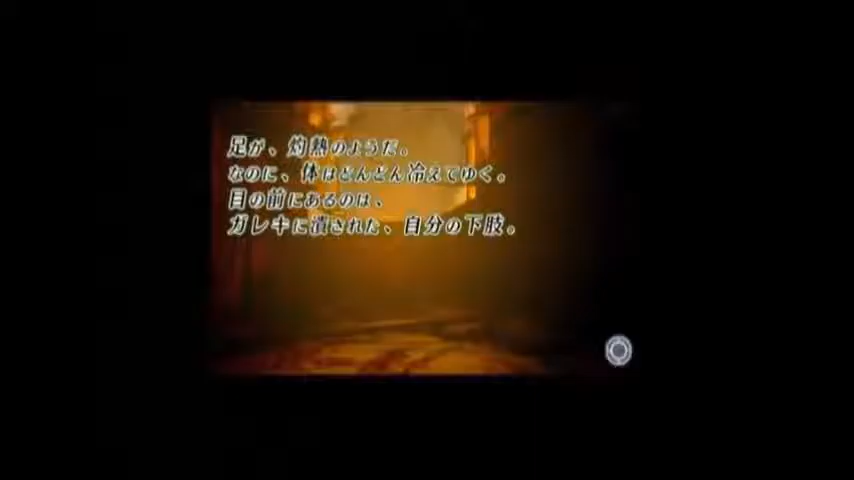 足が、灼熱のようだ。
なのに、体はどんどん冷えてゆく。
目の前にあるのは、
ガレキに潰された、自分の下肢。